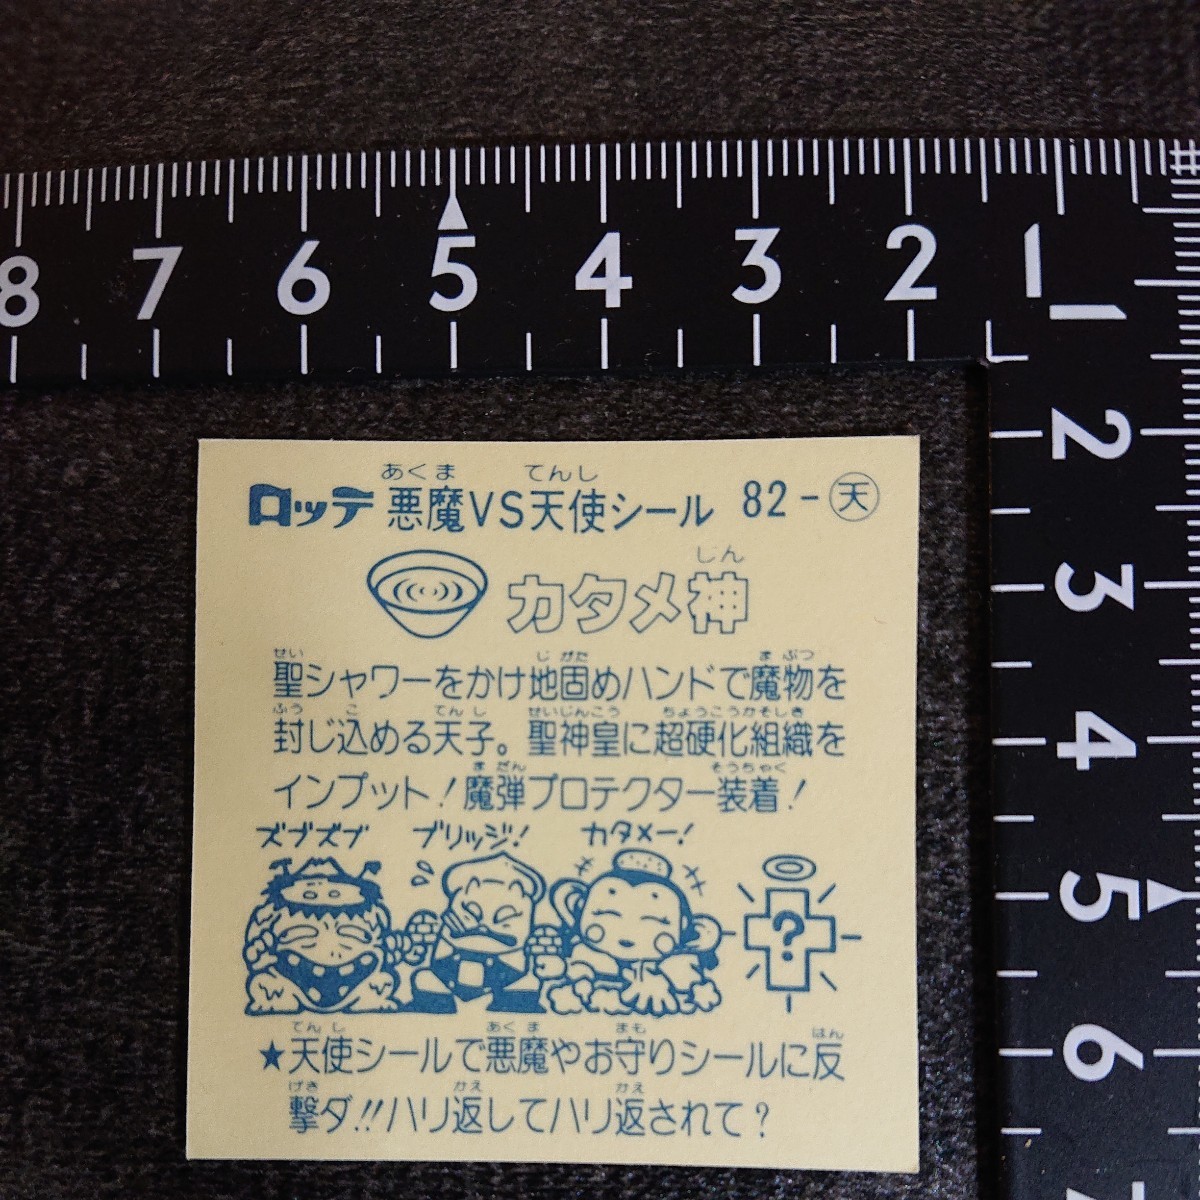 8 7 6 5 4 3 2 1
1
2
3
4
5
6
あくま てんし
ロッテ 悪魔VS天使シール 82-天
じん
カタメ神
せい じ がた ま ぶつ
聖シャワーをかけ地固めハンドで魔物を
ふう こ てんし せいじんこう ちょうこうかそしき
封じ込める天子。聖神皇に超硬化組織を
まだん そうちゃく
インプット!魔弾プロテクター装着!
ズブズブ ブリッジ! カタメー!
?
てんし あくま まも はん
★天使シールで悪魔やお守りシールに反
げき かえ かえ
撃ダ!!ハリ返してハリ返されて?